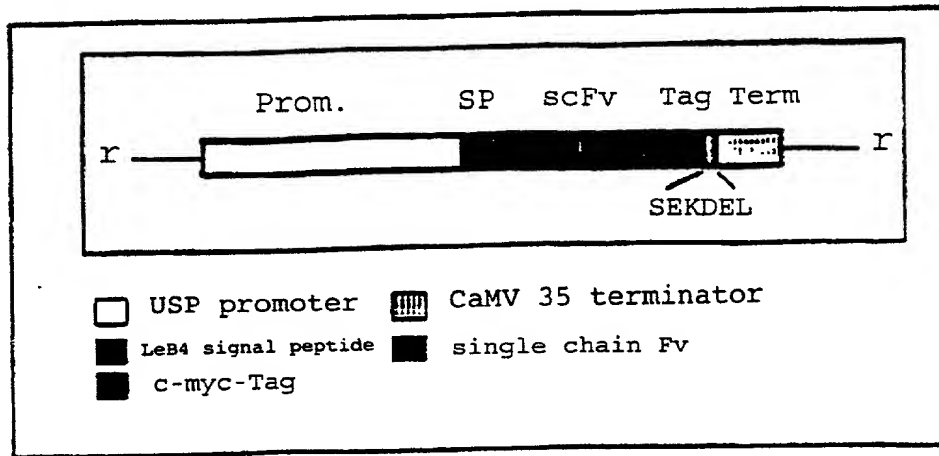 Prom. SP scFv Tag Term
r r
SEKDEL
USP promoter CaMV 35 terminator
LeB4 signal peptide single chain Fv
c-myc-Tag